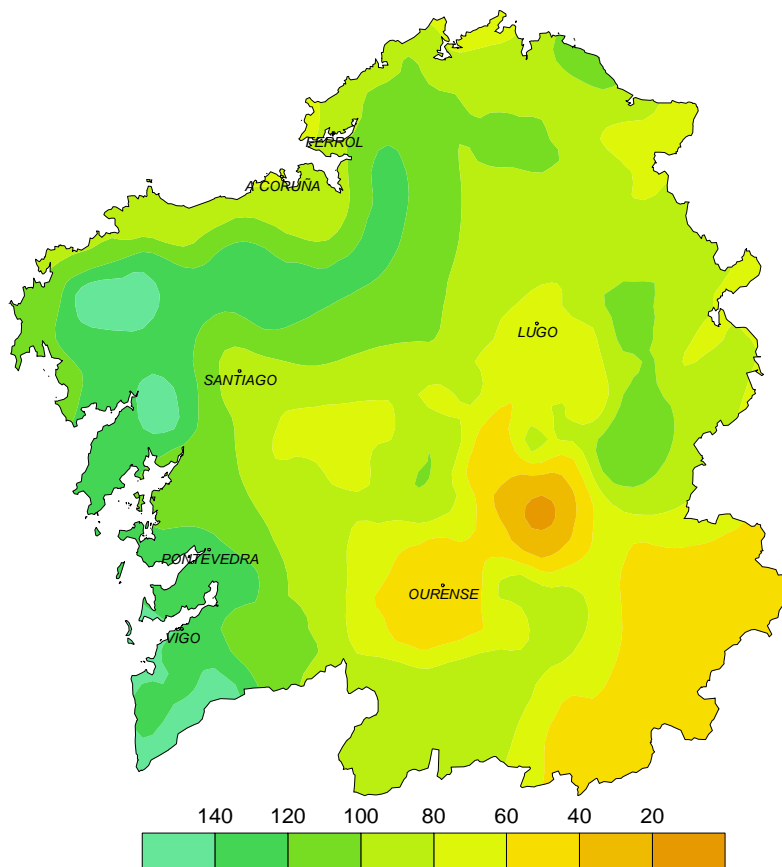 FERROL
A CORUÑA
LUGO
SANTIAGO
PONTEVEDRA
OURENSE
VIGO
140 120 100 80 60 40 20